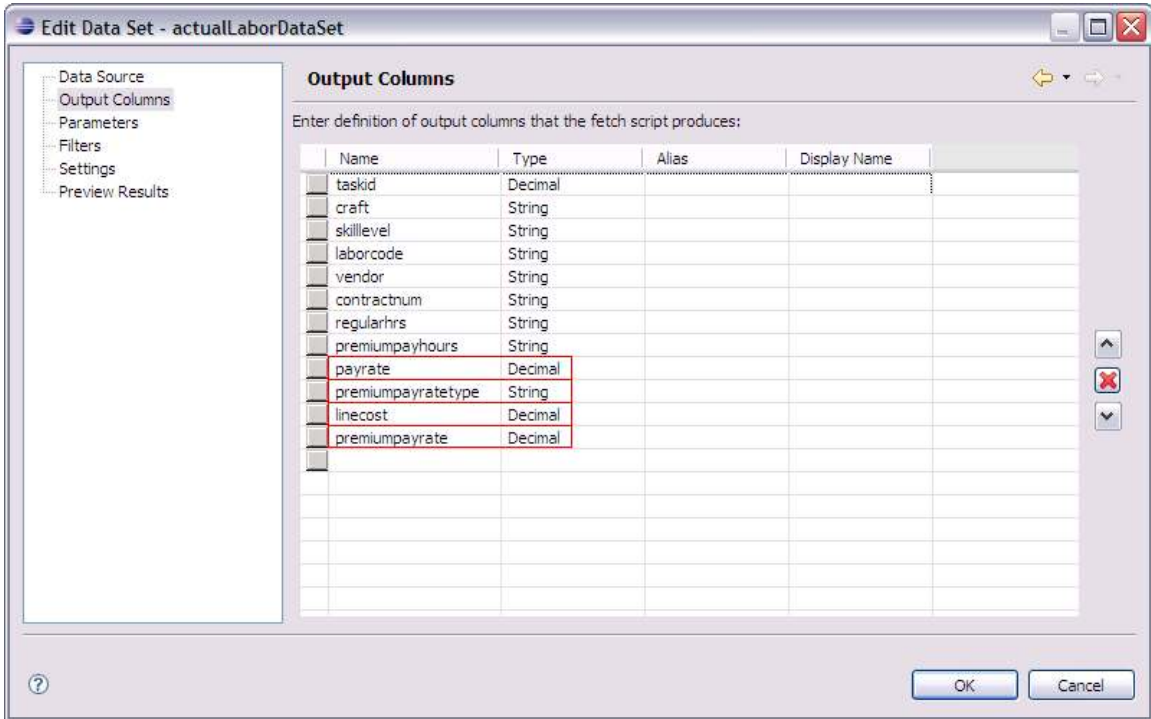 Edit Data Set - actualLaborDataSet
Data Source
Output Columns
Parameters
Filters
Settings
Preview Results
Output Columns
Enter definition of output columns that the fetch script produces:
Name Type Alias Display Name
taskid Decimal
craft String
skilllevel String
laborcode String
vendor String
contractnum String
regularhrs String
premiumpayhours String
payrate Decimal
premiumpayratetype String
linecost Decimal
premiumpayrate Decimal
?
OK Cancel